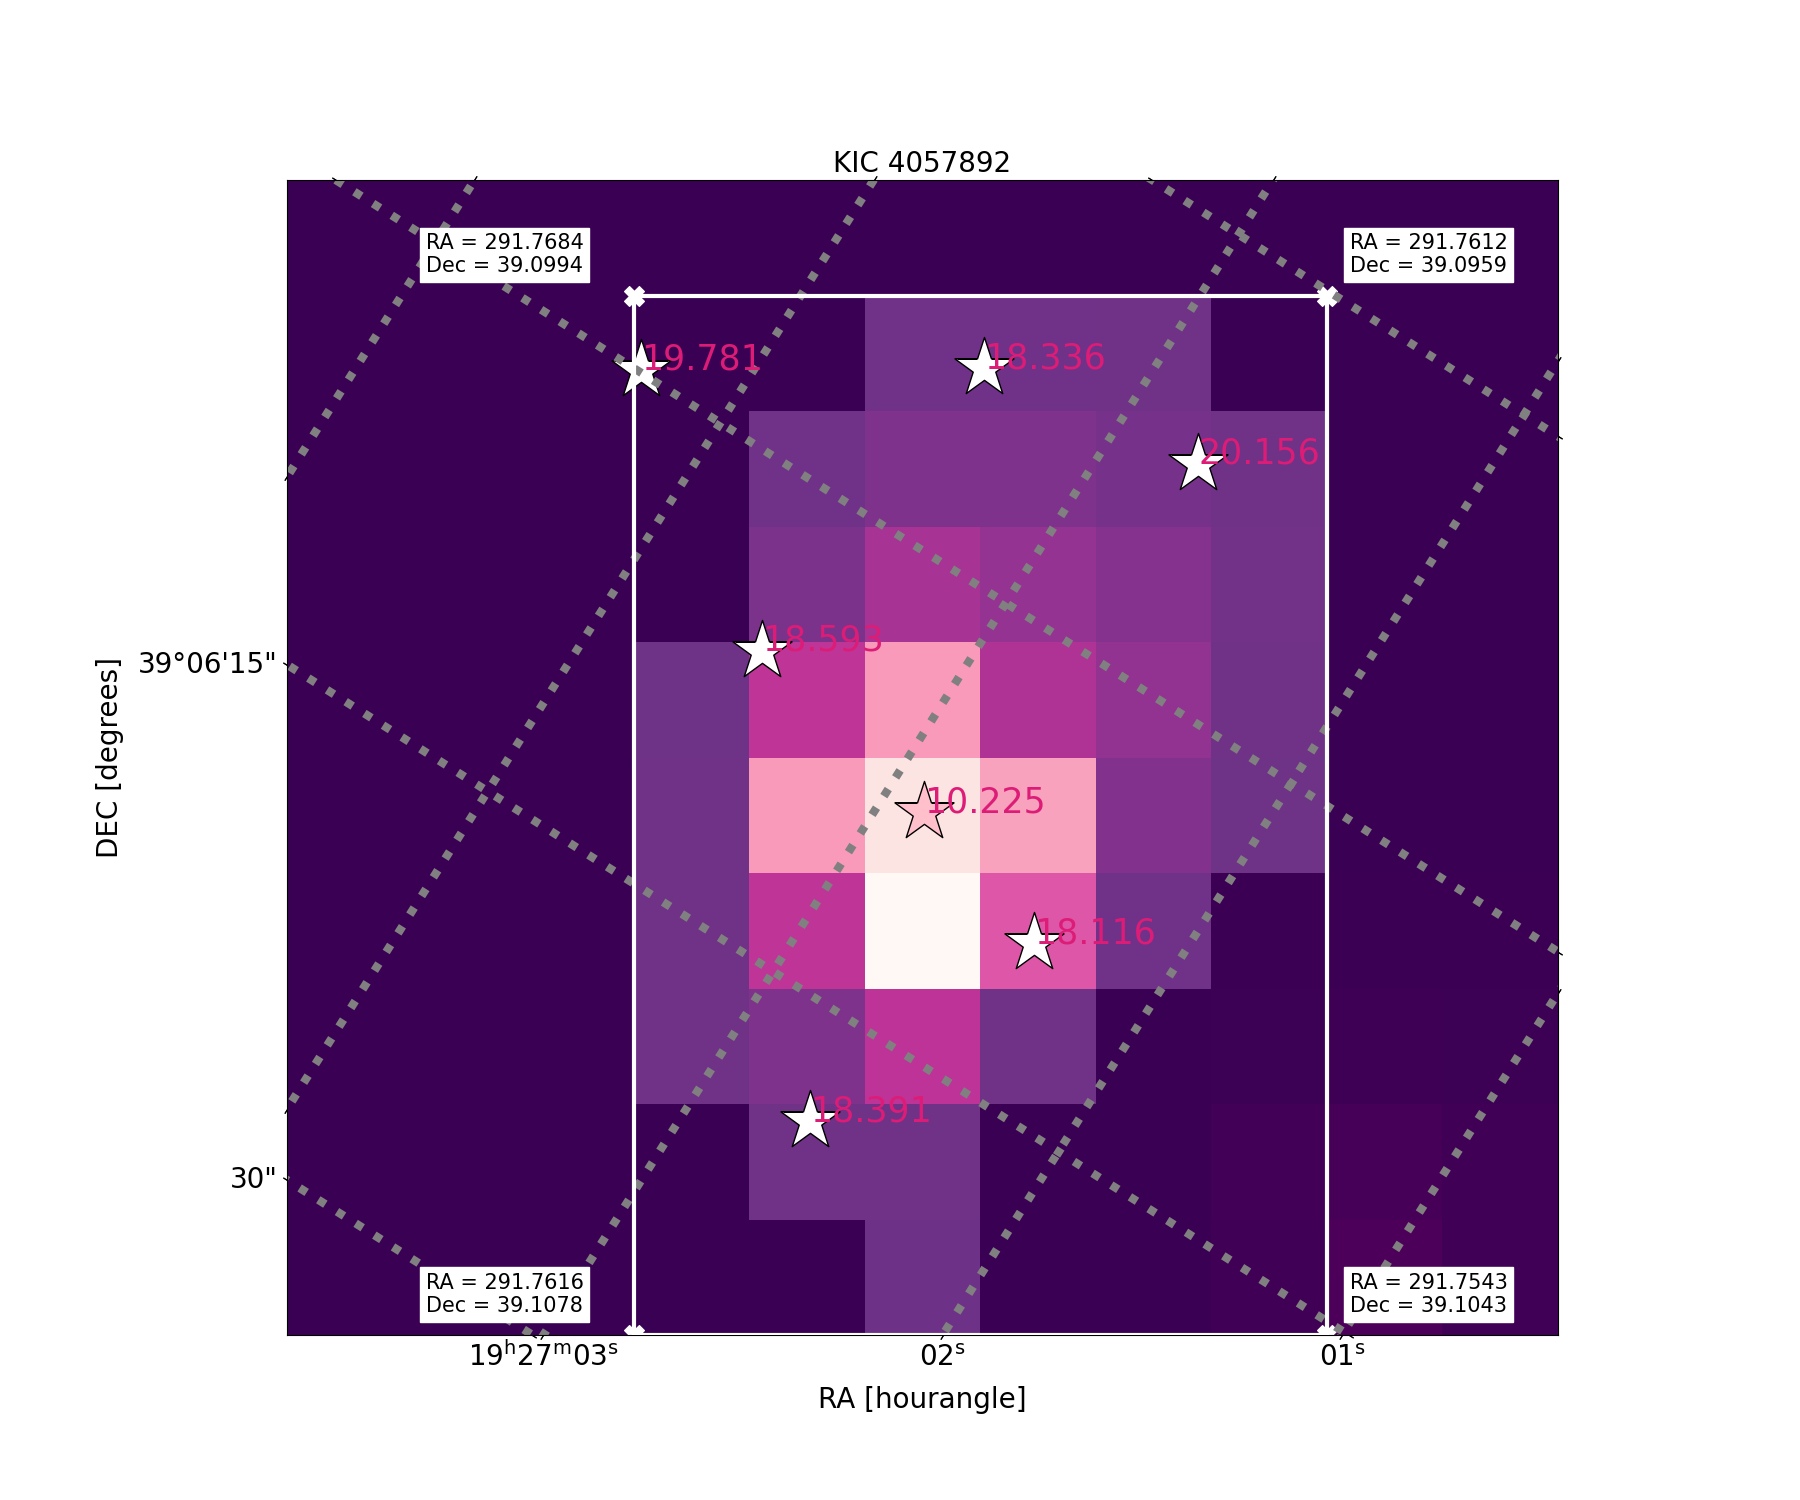 KIC 4057892
RA = 291.7684
Dec = 39.0994
RA = 291.7612
Dec = 39.0959
19.781
18.336
20.156
18.593
39°06'15"
10.225
DEC [degrees]
18.116
18.391
30"
RA = 291.7616
Dec = 39.1078
RA = 291.7543
Dec = 39.1043
19h27m03s
02s
01s
RA [hourangle]